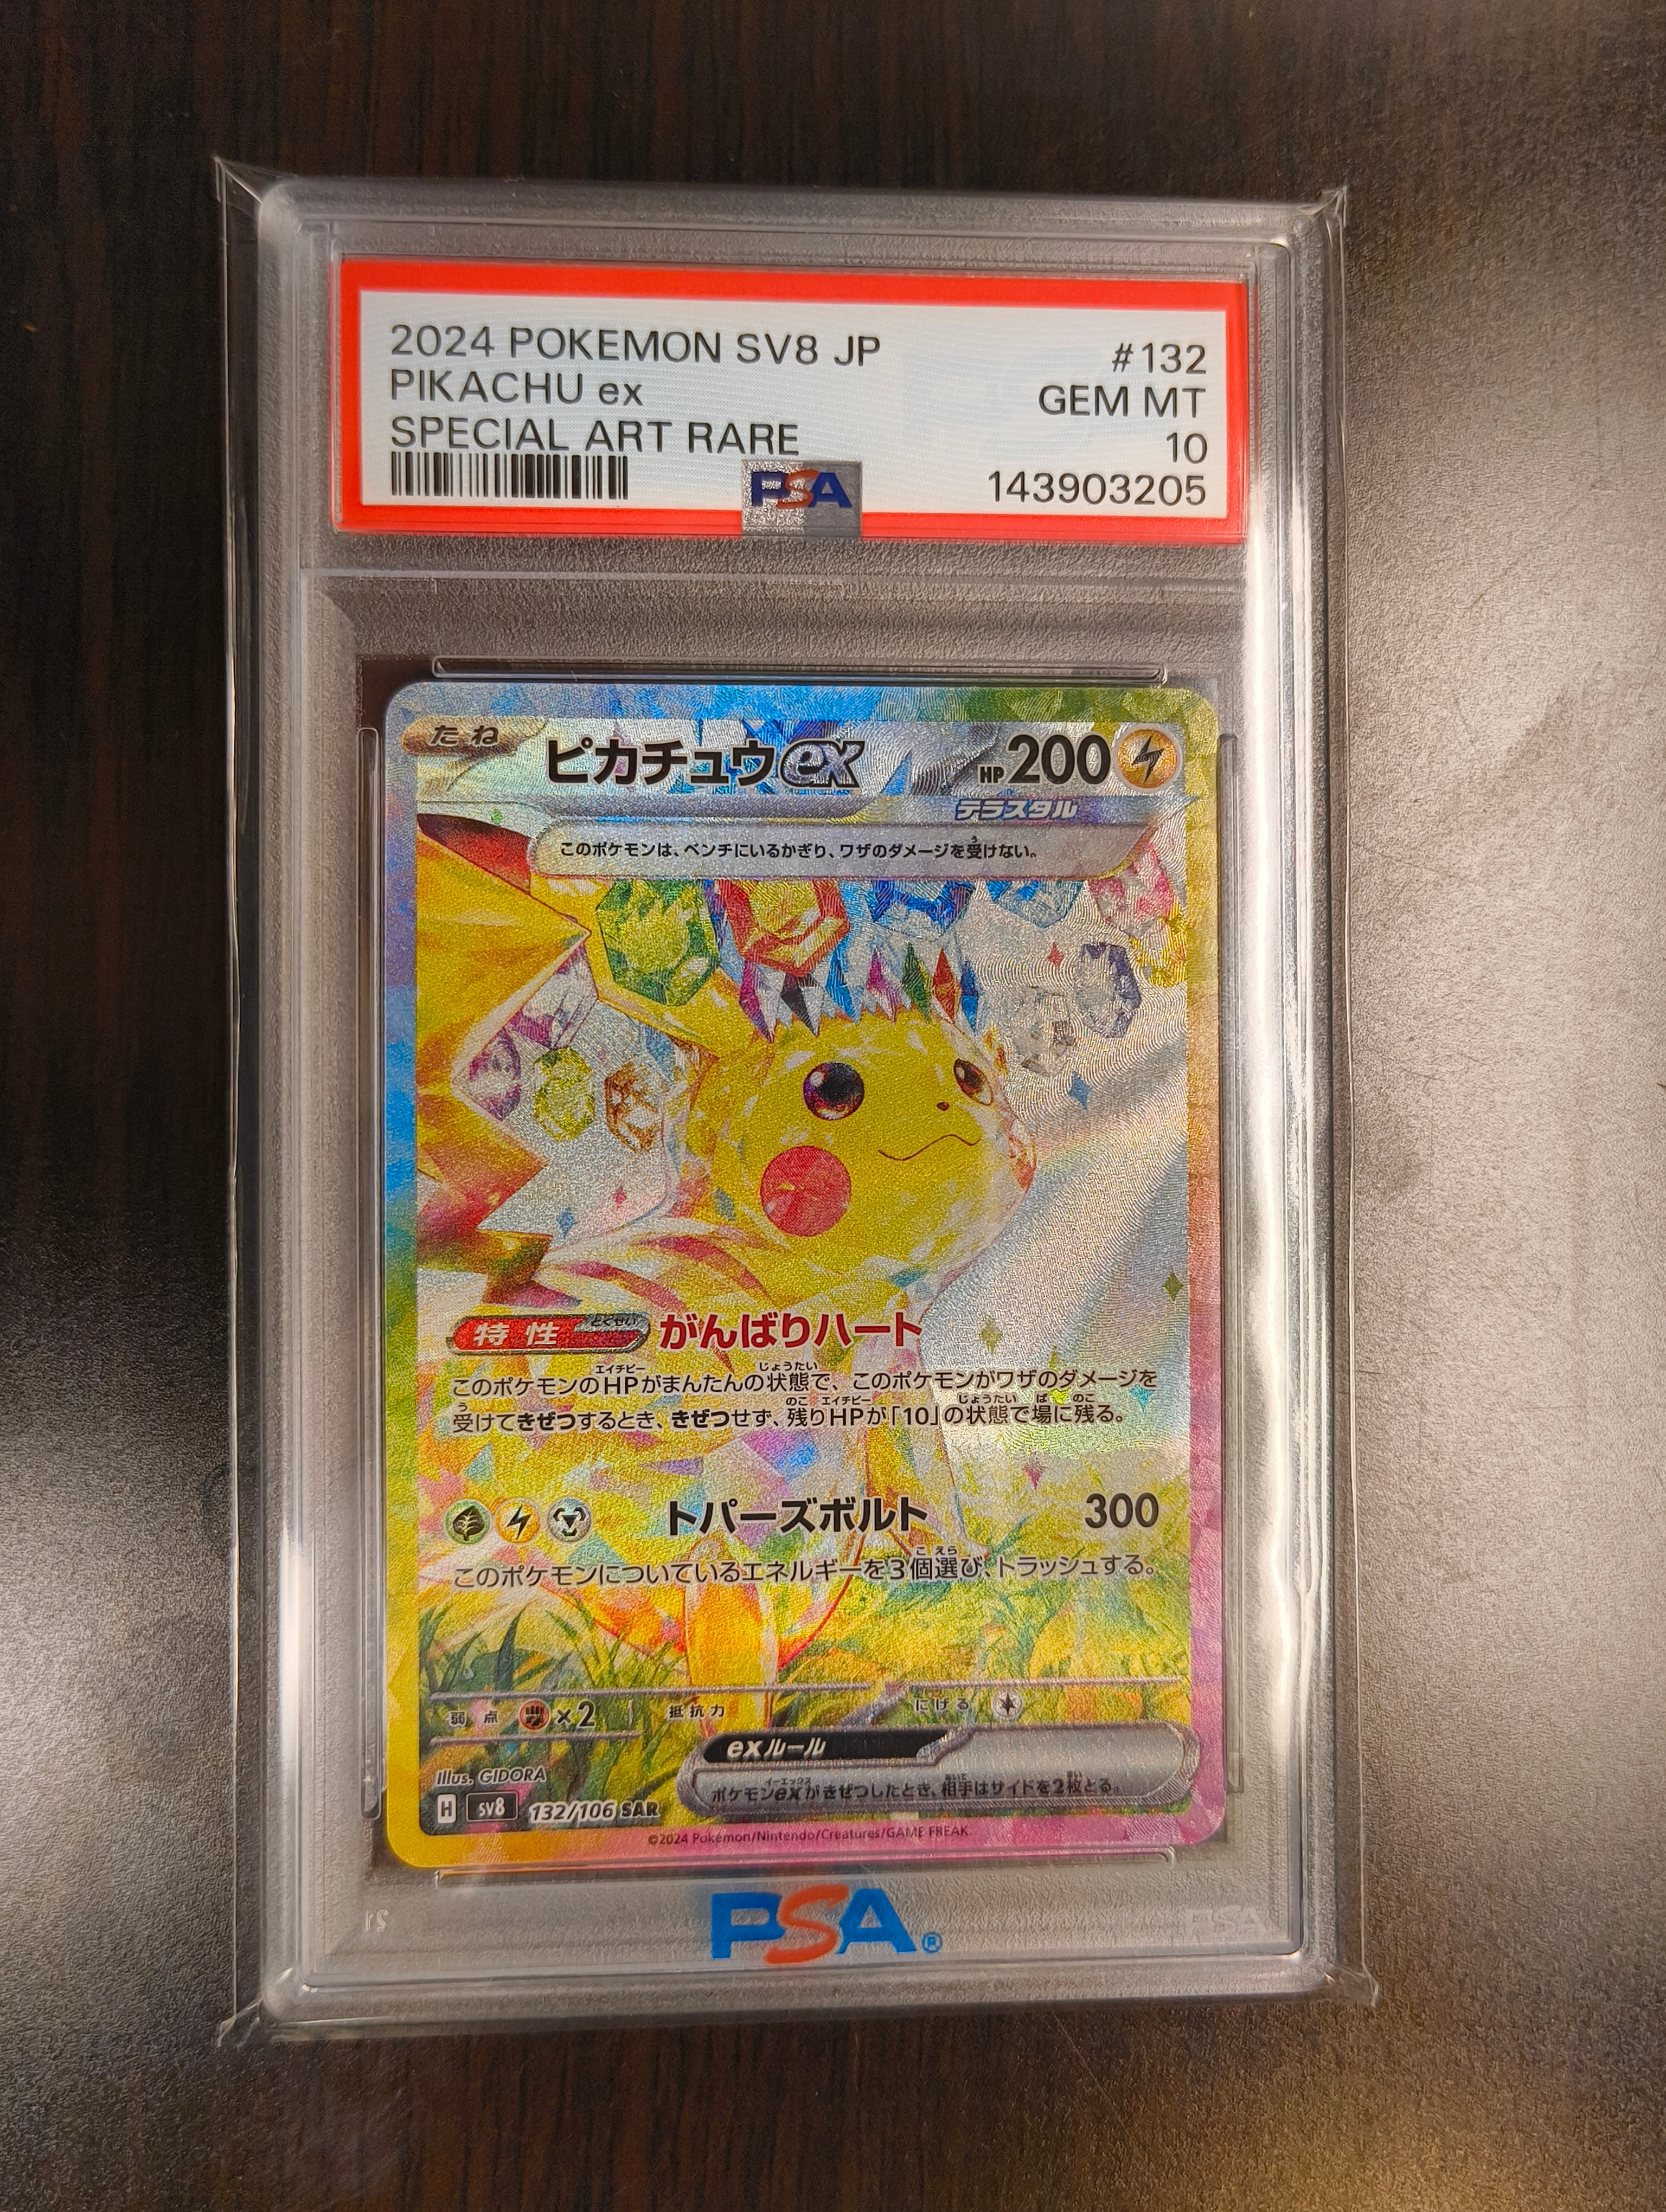 2024 POKEMON SV8 JP #132
PIKACHU ex GEM MT
SPECIAL ART RARE 10
PSA 143903205
たね ピカチュウex HP200
テラスタル
このポケモンは、ベンチにいるかぎり、ワザのダメージを受けない。
特性 とくせい がんばりハート
このポケモンのHPがまんたんの状態で、このポケモンがワザのダメージを
受けてきぜつするとき、きぜつせず、残りHPが「10」の状態で場に残る。
トパーズボルト 300
このポケモンについているエネルギーを3個選び、トラッシュする。
弱点 ×2 抵抗力 にげる
exルール
ポケモンexがきぜつしたとき、相手はサイドを2枚とる。
Illus. GIDORA
H SV8 132/106 SAR
©2024 Pokémon/Nintendo/Creatures/GAME FREAK
PSA®
PSA